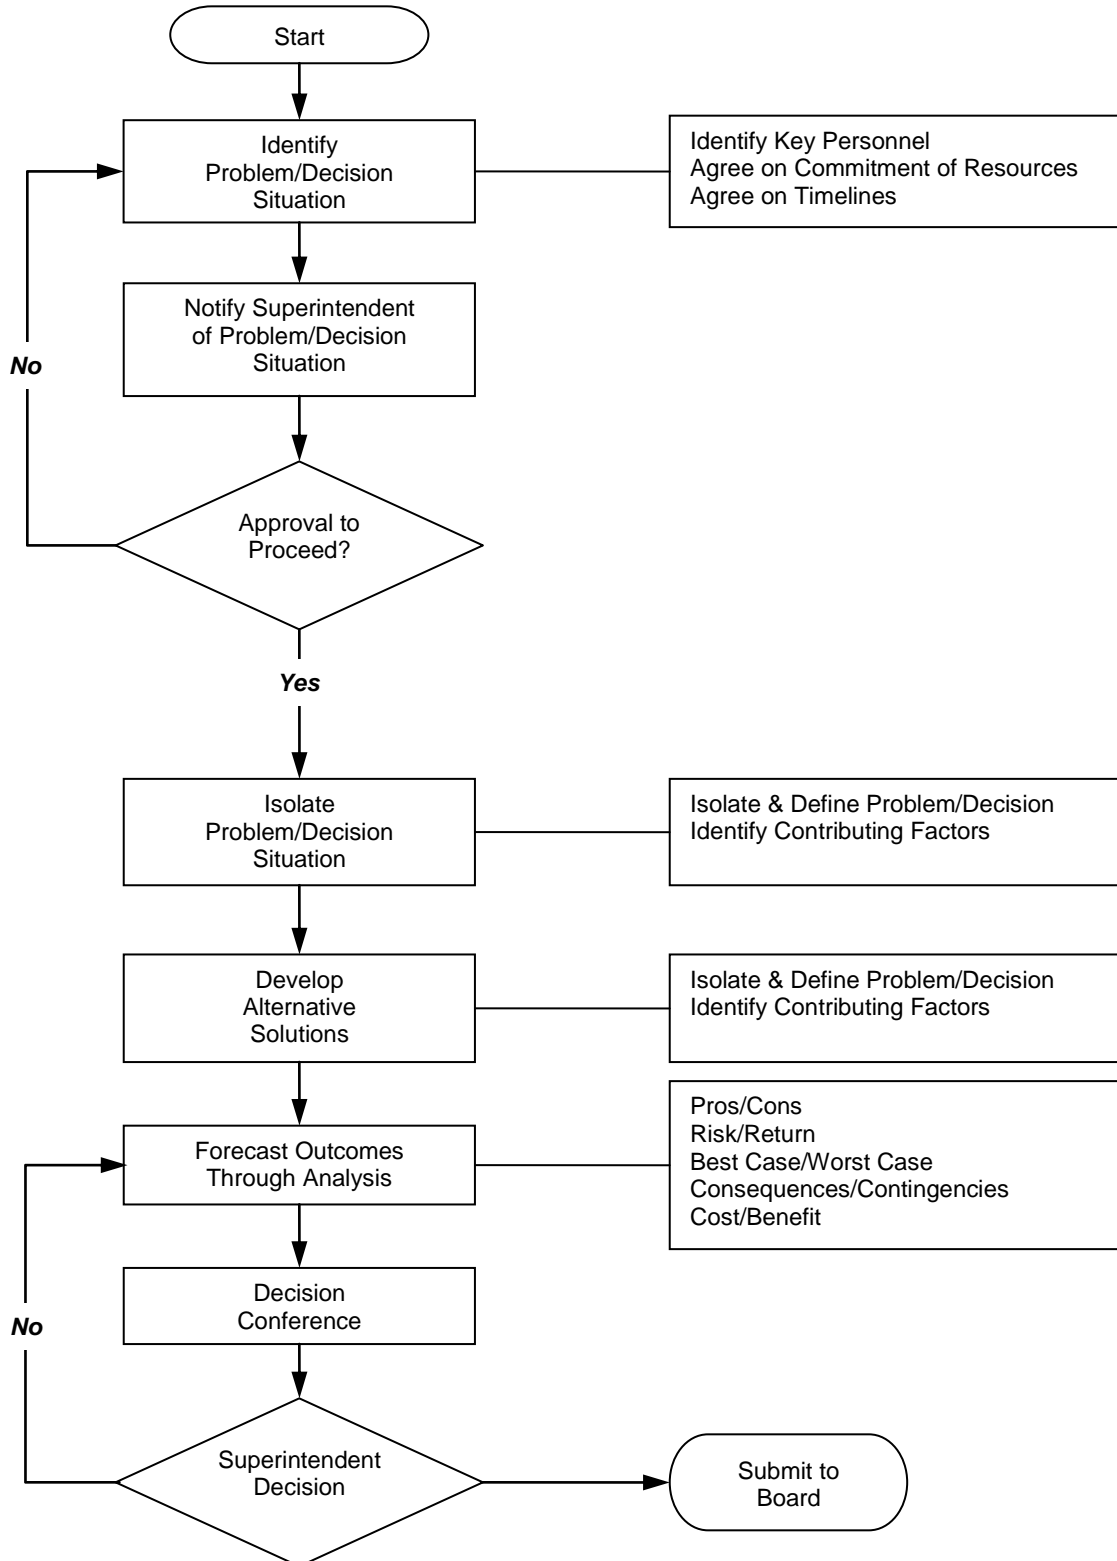 Start
Identify
Problem/Decision
Situation
Identify Key Personnel
Agree on Commitment of Resources
Agree on Timelines
Notify Superintendent
of Problem/Decision
Situation
No
Approval to
Proceed?
Yes
Isolate
Problem/Decision
Situation
Isolate & Define Problem/Decision
Identify Contributing Factors
Develop
Alternative
Solutions
Isolate & Define Problem/Decision
Identify Contributing Factors
Forecast Outcomes
Through Analysis
Pros/Cons
Risk/Return
Best Case/Worst Case
Consequences/Contingencies
Cost/Benefit
Decision
Conference
No
Superintendent
Decision
Submit to
Board